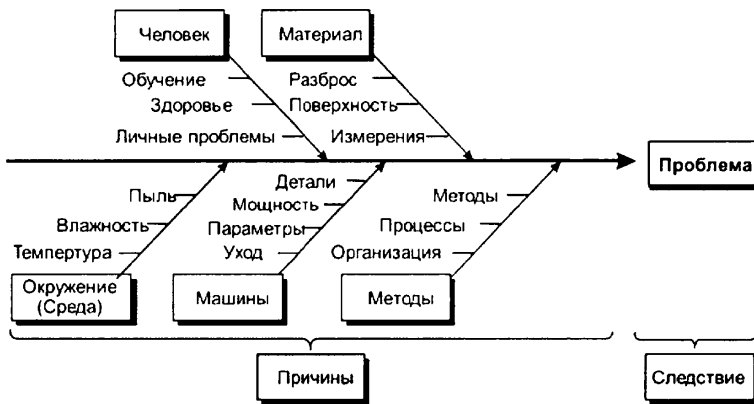 Человек
Материал
Обучение
Здоровье
Личные проблемы
Разброс
Поверхность
Измерения
Проблема
Пыль
Влажность
Темпертура
Детали
Мощность
Параметры
Уход
Методы
Процессы
Организация
Окружение
(Среда)
Машины
Методы
Причины
Следствие